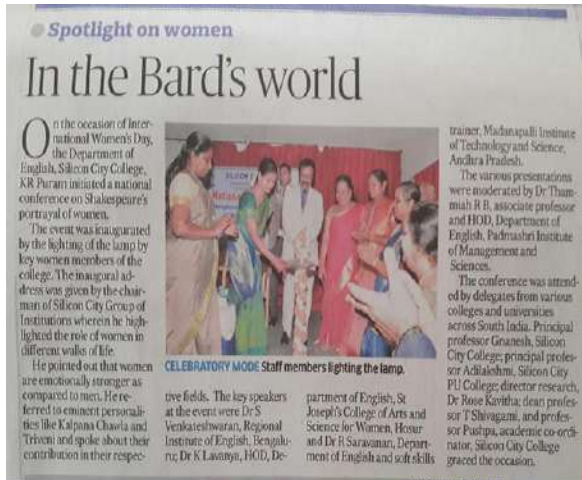 Spotlight on women
In the Bard's world
On the occasion of Inter-
national Women's Day,
the Department of
English, Silicon City College,
KR Puram initiated a national
conference on Shakespeare's
portrayal of women.
The event was inaugurated
by the lighting of the lamp by
key women members of the
college. The inaugural ad-
dress was given by the chair-
man of Silicon City Group of
Institutions wherein he high-
lighted the role of women in
different walks of life.
He pointed out that women
are emotionally stronger as
compared to men. He re-
ferred to eminent personali-
ties like Kalpana Chawla and
Triveni and spoke about their
contribution in their respec-
SILICON
Nationa
CELEBRATORY MODE Staff members lighting the lamp.
tive fields. The key speakers
at the event were Dr S
Venkateshwaran, Regional
Institute of English, Bengalu-
ru; Dr K Lavanya, HOD, De-
partment of English, St
Joseph's College of Arts and
Science for Women, Hosur
and Dr R Saravanan, Depart-
ment of English and soft skills
trainer, Madanapalli Institute
of Technology and Science,
Andhra Pradesh.
The various presentations
were moderated by Dr Tham-
miah R B, associate professor
and HOD, Department of
English, Padmashri Institute
of Management and
Sciences.
The conference was attend-
ed by delegates from various
colleges and universities
across South India. Principal
professor Gnanesh, Silicon
City College; principal profes-
sor Adilakshmi, Silicon City
PU College; director research,
Dr Rose Kavitha; dean profes-
sor T Shivagami, and profes-
sor Pushpa, academic co-ordi-
nator, Silicon City College
graced the occasion.